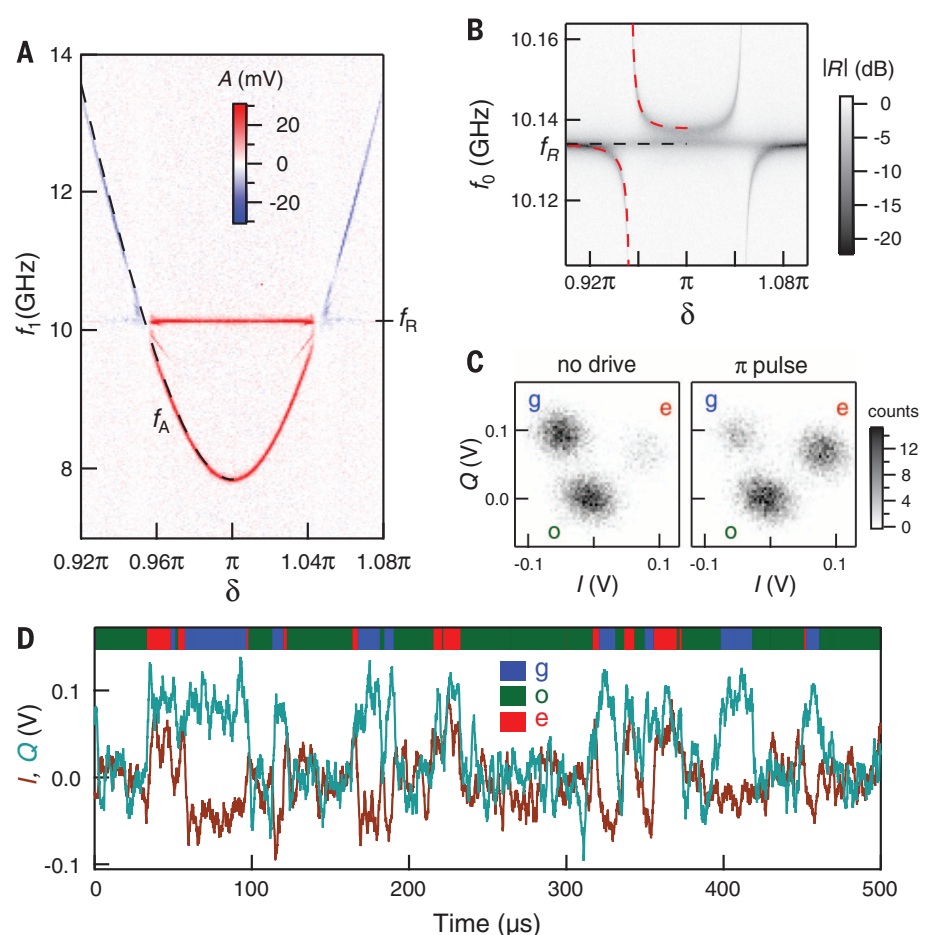 A
A (mV)
20
0
-20
14
12
10
8
f₁(GHz)
f_R
f_A
0.92π 0.96π π 1.04π 1.08π
δ
B
10.16
10.14
f_R
10.12
f₀ (GHz)
0.92π π 1.08π
δ
|R| (dB)
0
-5
-10
-15
-20
C
no drive π pulse
g e g e
o o
0.1
0.0
Q (V)
-0.1 0.1 -0.1 0.1
I (V) I (V)
counts
12
8
4
0
D
g
o
e
0.1
0.0
-0.1
I, Q (V)
0 100 200 300 400 500
Time (μs)